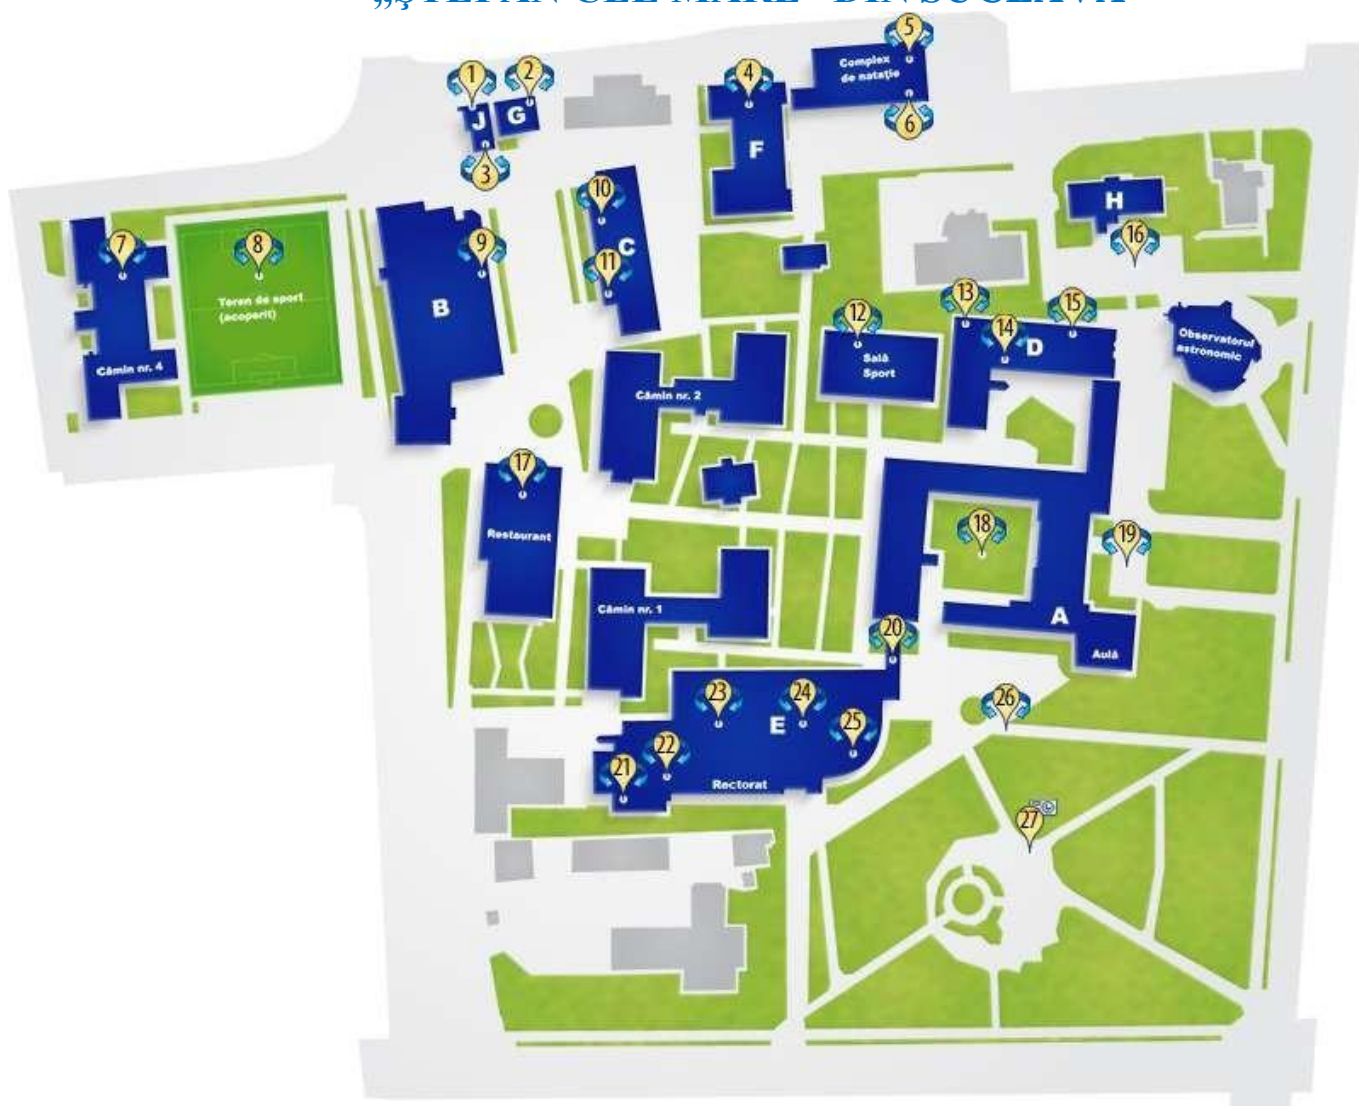 „ȘTEFAN CEL MARE” DIN SUCEAVA
5
Complex
de natație
1
2
4
J
G
6
F
3
10
H
7
8
9
C
16
11
B
Teren de sport
(acoperit)
12
13
14
15
D
Observatorul
astronomic
Sală
Sport
Cămin nr. 4
Cămin nr. 2
17
Restaurant
18
19
Cămin nr. 1
A
20
Aulă
23
24
25
26
E
22
21
Rectorat
27